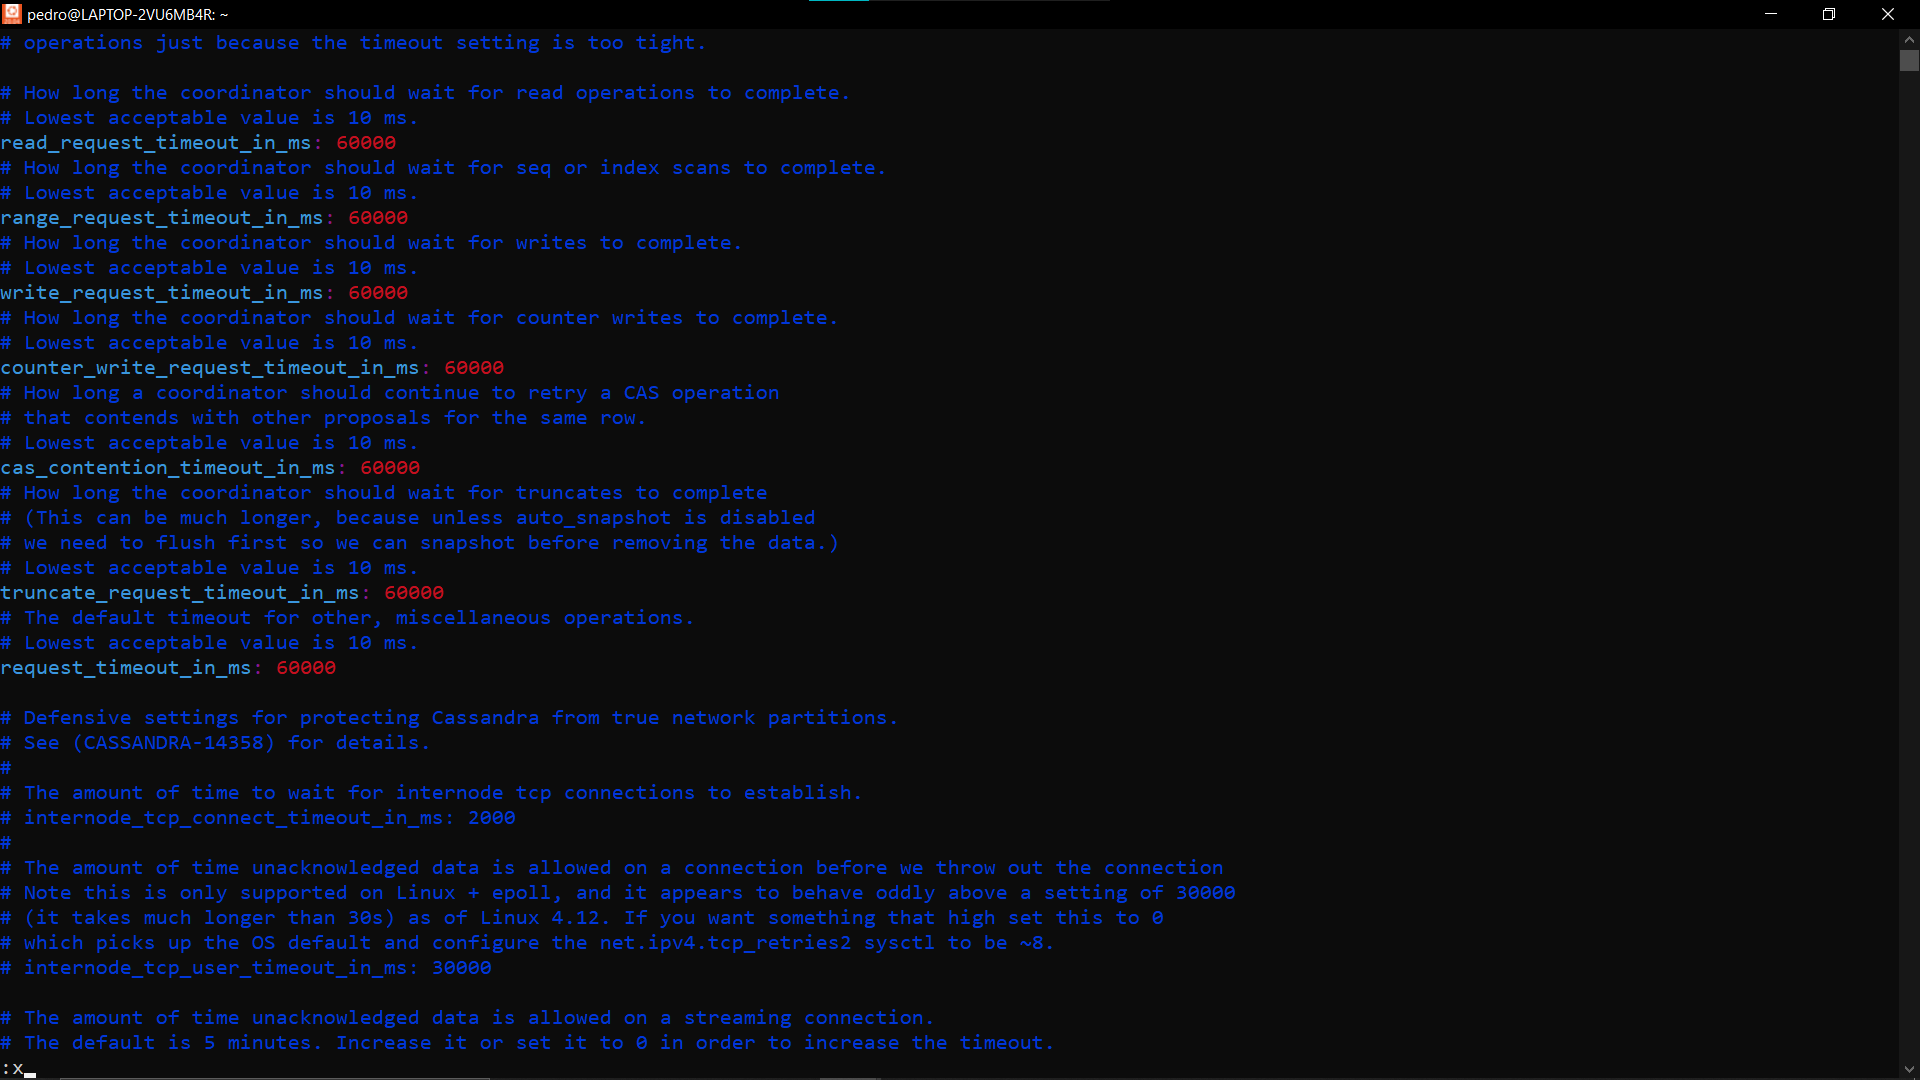 pedro@LAPTOP-2VU6MB4R: ~
# operations just because the timeout setting is too tight.
# How long the coordinator should wait for read operations to complete.
# Lowest acceptable value is 10 ms.
read_request_timeout_in_ms: 60000
# How long the coordinator should wait for seq or index scans to complete.
# Lowest acceptable value is 10 ms.
range_request_timeout_in_ms: 60000
# How long the coordinator should wait for writes to complete.
# Lowest acceptable value is 10 ms.
write_request_timeout_in_ms: 60000
# How long the coordinator should wait for counter writes to complete.
# Lowest acceptable value is 10 ms.
counter_write_request_timeout_in_ms: 60000
# How long a coordinator should continue to retry a CAS operation
# that contends with other proposals for the same row.
# Lowest acceptable value is 10 ms.
cas_contention_timeout_in_ms: 60000
# How long the coordinator should wait for truncates to complete
# (This can be much longer, because unless auto_snapshot is disabled
# we need to flush first so we can snapshot before removing the data.)
# Lowest acceptable value is 10 ms.
truncate_request_timeout_in_ms: 60000
# The default timeout for other, miscellaneous operations.
# Lowest acceptable value is 10 ms.
request_timeout_in_ms: 60000
# Defensive settings for protecting Cassandra from true network partitions.
# See (CASSANDRA-14358) for details.
#
# The amount of time to wait for internode tcp connections to establish.
# internode_tcp_connect_timeout_in_ms: 2000
#
# The amount of time unacknowledged data is allowed on a connection before we throw out the connection
# Note this is only supported on Linux + epoll, and it appears to behave oddly above a setting of 30000
# (it takes much longer than 30s) as of Linux 4.12. If you want something that high set this to 0
# which picks up the OS default and configure the net.ipv4.tcp_retries2 sysctl to be ~8.
# internode_tcp_user_timeout_in_ms: 30000
# The amount of time unacknowledged data is allowed on a streaming connection.
# The default is 5 minutes. Increase it or set it to 0 in order to increase the timeout.
:x